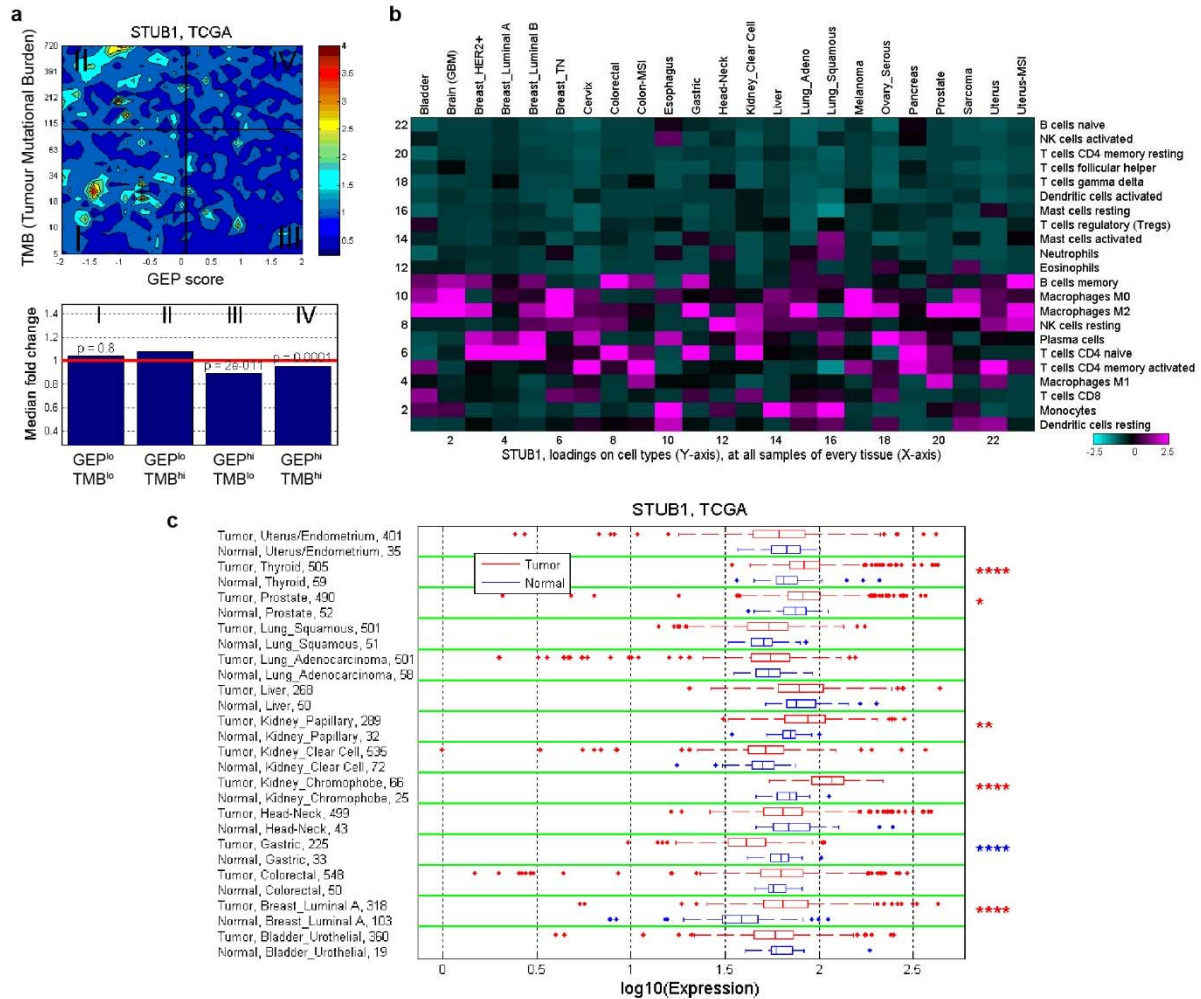 a
STUB1, TCGA
TMB (Tumour Mutational Burden)
720
391
212
115
63
34
18
10
5
II
IV
I
III
-2
-1.5
-1
-0.5
0
0.5
1
1.5
2
GEP score
4
3.5
3
2.5
2
1.5
1
0.5
Median fold change
1.4
1.2
1
0.8
0.6
0.4
I
II
III
IV
p = 0.8
p = 2e-011
p = 0.0001
GEPlo TMBlo
GEPlo TMBhi
GEPhi TMBlo
GEPhi TMBhi
b
Bladder
Brain (GBM)
Breast_HER2+
Breast_Luminal A
Breast_Luminal B
Breast_TN
Cervix
Colorectal
Colon-MSI
Esophagus
Gastric
Head-Neck
Kidney_Clear Cell
Liver
Lung_Adeno
Lung_Squamous
Melanoma
Ovary_Serous
Pancreas
Prostate
Sarcoma
Uterus
Uterus-MSI
22
20
18
16
14
12
10
8
6
4
2
B cells naive
NK cells activated
T cells CD4 memory resting
T cells follicular helper
T cells gamma delta
Dendritic cells activated
Mast cells resting
T cells regulatory (Tregs)
Mast cells activated
Neutrophils
Eosinophils
B cells memory
Macrophages M0
Macrophages M2
NK cells resting
Plasma cells
T cells CD4 naive
T cells CD4 memory activated
Macrophages M1
T cells CD8
Monocytes
Dendritic cells resting
2 4 6 8 10 12 14 16 18 20 22
STUB1, loadings on cell types (Y-axis), at all samples of every tissue (X-axis)
-2.5 0 2.5
c
STUB1, TCGA
Tumor
Normal
Tumor, Uterus/Endometrium, 401
Normal, Uterus/Endometrium, 35
Tumor, Thyroid, 505
****
Normal, Thyroid, 59
Tumor, Prostate, 490
*
Normal, Prostate, 52
Tumor, Lung_Squamous, 501
Normal, Lung_Squamous, 51
Tumor, Lung_Adenocarcinoma, 501
Normal, Lung_Adenocarcinoma, 58
Tumor, Liver, 268
Normal, Liver, 50
Tumor, Kidney_Papillary, 289
**
Normal, Kidney_Papillary, 32
Tumor, Kidney_Clear Cell, 535
Normal, Kidney_Clear Cell, 72
Tumor, Kidney_Chromophobe, 66
****
Normal, Kidney_Chromophobe, 25
Tumor, Head-Neck, 499
Normal, Head-Neck, 43
Tumor, Gastric, 225
****
Normal, Gastric, 33
Tumor, Colorectal, 548
Normal, Colorectal, 50
Tumor, Breast_Luminal A, 318
****
Normal, Breast_Luminal A, 103
Tumor, Bladder_Urothelial, 360
Normal, Bladder_Urothelial, 19
0 0.5 1 1.5 2 2.5
log10(Expression)